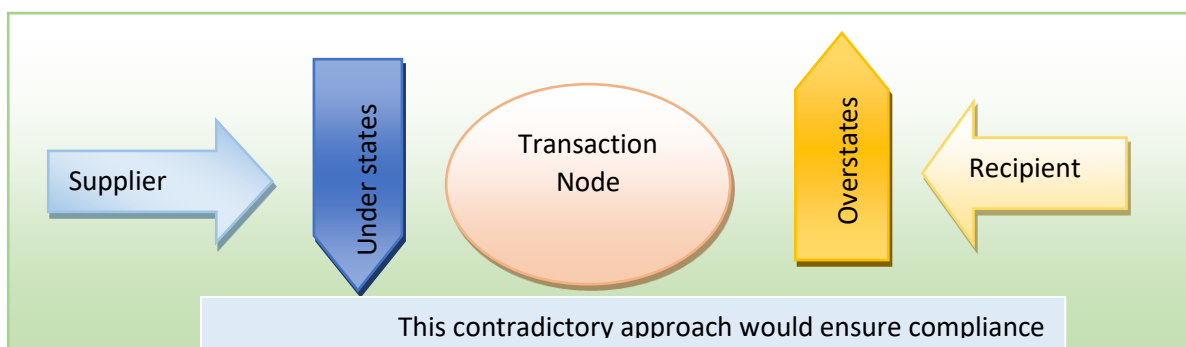 Supplier
Under states
Transaction
Node
Overstates
Recipient
This contradictory approach would ensure compliance